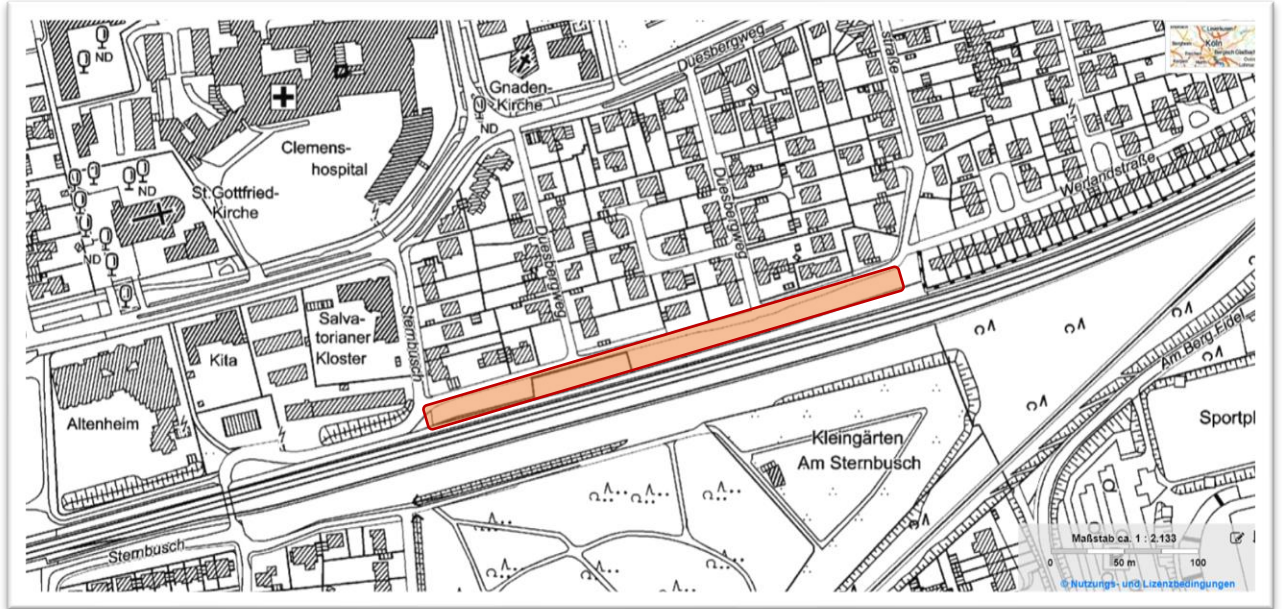 ND
Duesbergweg
straße
Köln
Gnaden-
Kirche
ND
Clemens-
hospital
ND
St.Gottfried-
Kirche
ND
Duesbergweg
Duesbergweg
Werlandstraße
Sternbusch
Salva-
torianer
Kloster
Kita
Altenheim
Am Berg Fidel
Sportpl
Kleingärten
Am Sternbusch
Sternbusch
Maßstab ca. 1 : 2.133
0 50 m 100
© Nutzungs- und Lizenzbedingungen